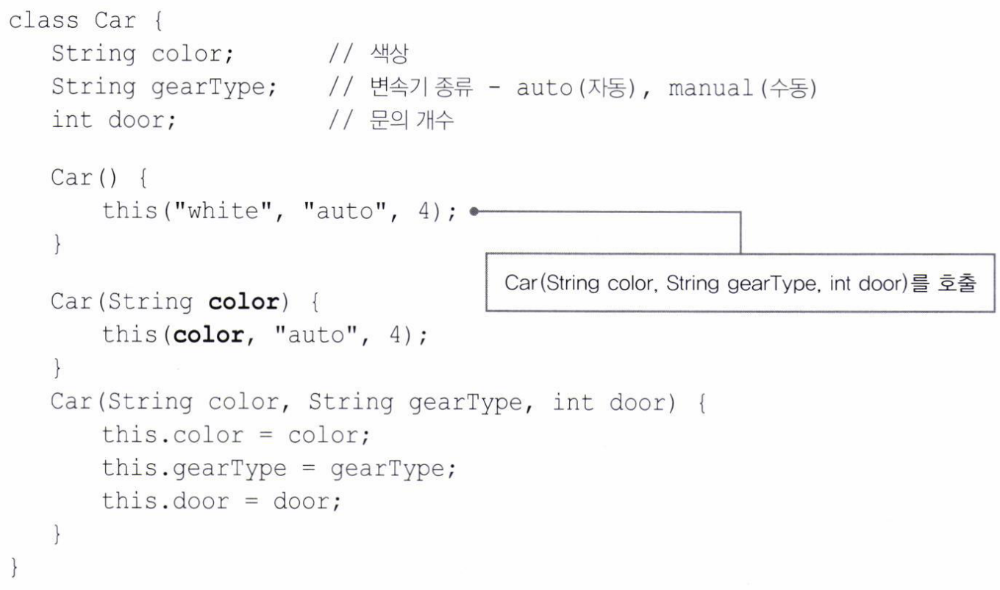 class Car {
String color; // 색상
String gearType; // 변속기 종류 - auto(자동), manual(수동)
int door; // 문의 개수
Car() {
this("white", "auto", 4);
}
Car(String color, String gearType, int door)를 호출
Car(String color) {
this(color, "auto", 4);
}
Car(String color, String gearType, int door) {
this.color = color;
this.gearType = gearType;
this.door = door;
}
}